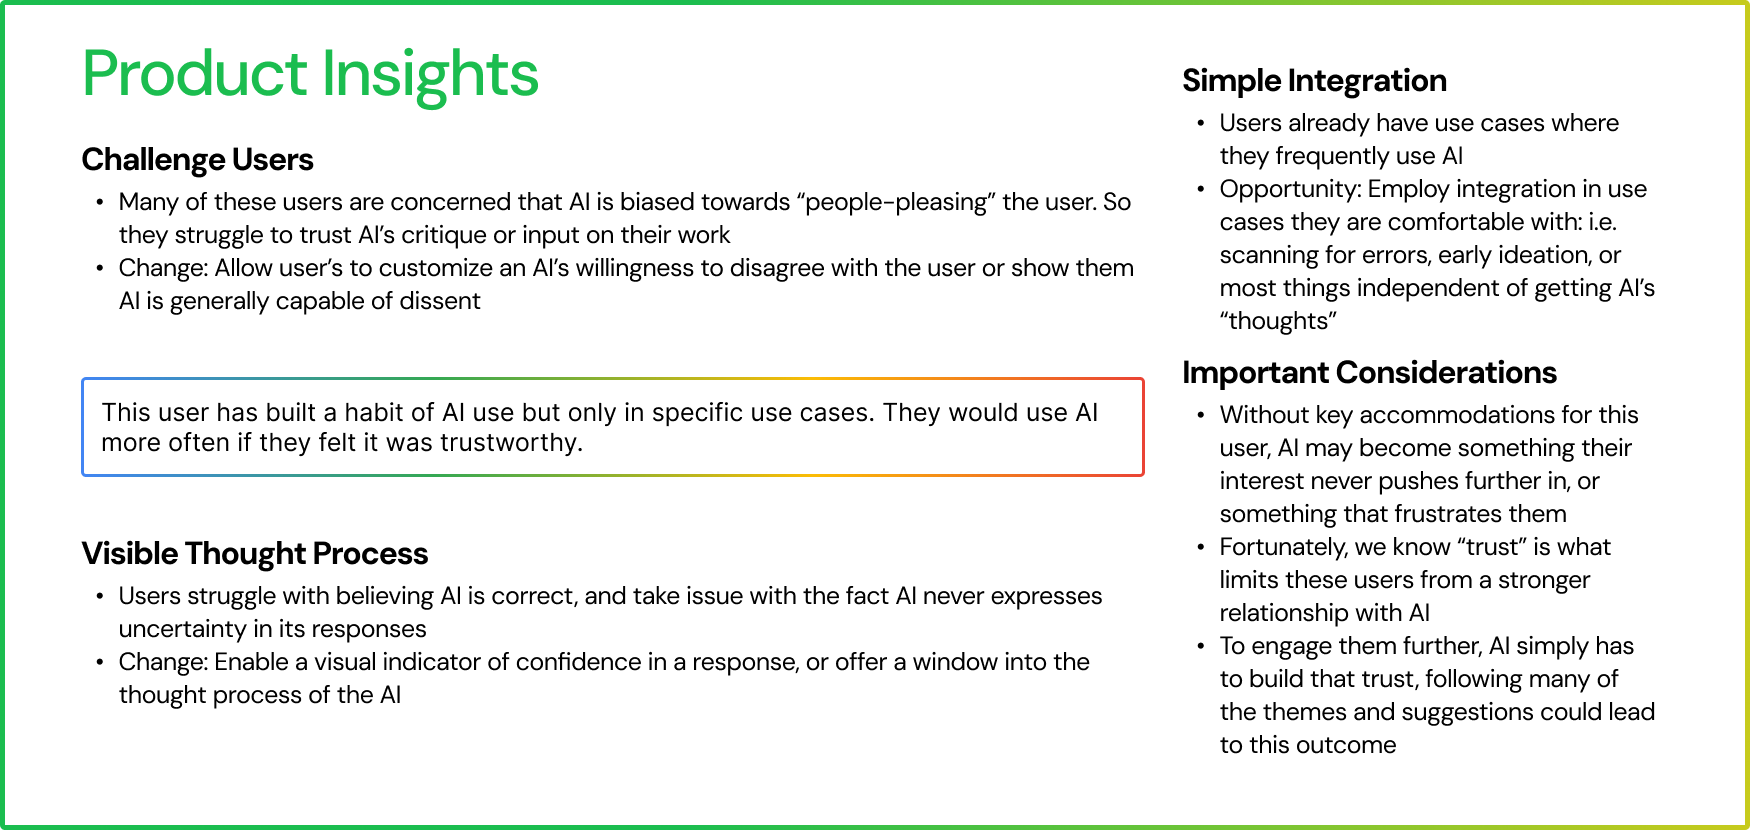 Product Insights
Challenge Users
• Many of these users are concerned that AI is biased towards “people-pleasing” the user. So
they struggle to trust AI’s critique or input on their work
• Change: Allow user’s to customize an AI’s willingness to disagree with the user or show them
AI is generally capable of dissent
This user has built a habit of AI use but only in specific use cases. They would use AI
more often if they felt it was trustworthy.
Visible Thought Process
• Users struggle with believing AI is correct, and take issue with the fact AI never expresses
uncertainty in its responses
• Change: Enable a visual indicator of confidence in a response, or offer a window into the
thought process of the AI
Simple Integration
• Users already have use cases where
they frequently use AI
• Opportunity: Employ integration in use
cases they are comfortable with: i.e.
scanning for errors, early ideation, or
most things independent of getting AI’s
“thoughts”
Important Considerations
• Without key accommodations for this
user, AI may become something their
interest never pushes further in, or
something that frustrates them
• Fortunately, we know “trust” is what
limits these users from a stronger
relationship with AI
• To engage them further, AI simply has
to build that trust, following many of
the themes and suggestions could lead
to this outcome